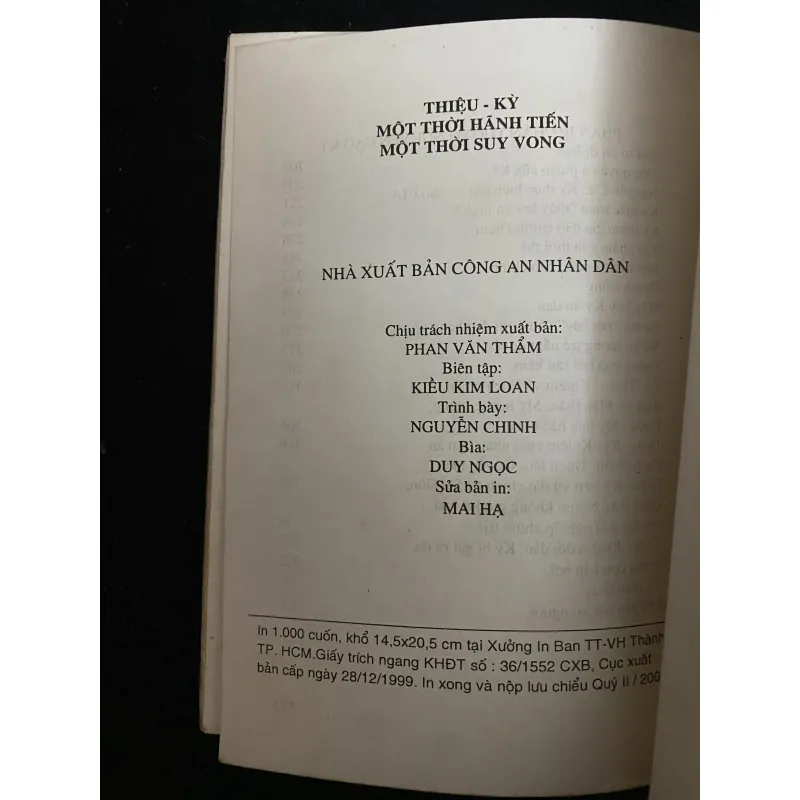 THIỆU - KỲ
MỘT THỜI HÃNH TIẾN
MỘT THỜI SUY VONG
NHÀ XUẤT BẢN CÔNG AN NHÂN DÂN
Chịu trách nhiệm xuất bản:
PHAN VĂN THẨM
Biên tập:
KIỀU KIM LOAN
Trình bày:
NGUYỄN CHINH
Bìa:
DUY NGỌC
Sửa bản in:
MAI HẠ
In 1.000 cuốn, khổ 14,5x20,5 cm tại Xưởng In Ban TT-VH Thành
TP. HCM.Giấy trích ngang KHĐT số : 36/1552 CXB, Cục xuất
bản cấp ngày 28/12/1999. In xong và nộp lưu chiểu Quý II / 200